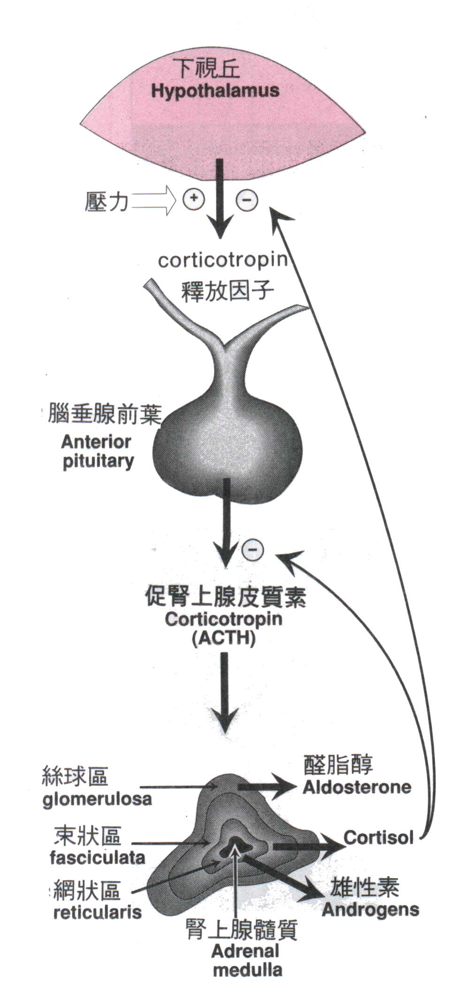 下視丘
Hypothalamus
壓力
+
−
corticotropin
釋放因子
腦垂腺前葉
Anterior
pituitary
−
促腎上腺皮質素
Corticotropin
(ACTH)
絲球區
glomerulosa
醛脂醇
Aldosterone
束狀區
fasciculata
Cortisol
網狀區
reticularis
雄性素
Androgens
腎上腺髓質
Adrenal
medulla